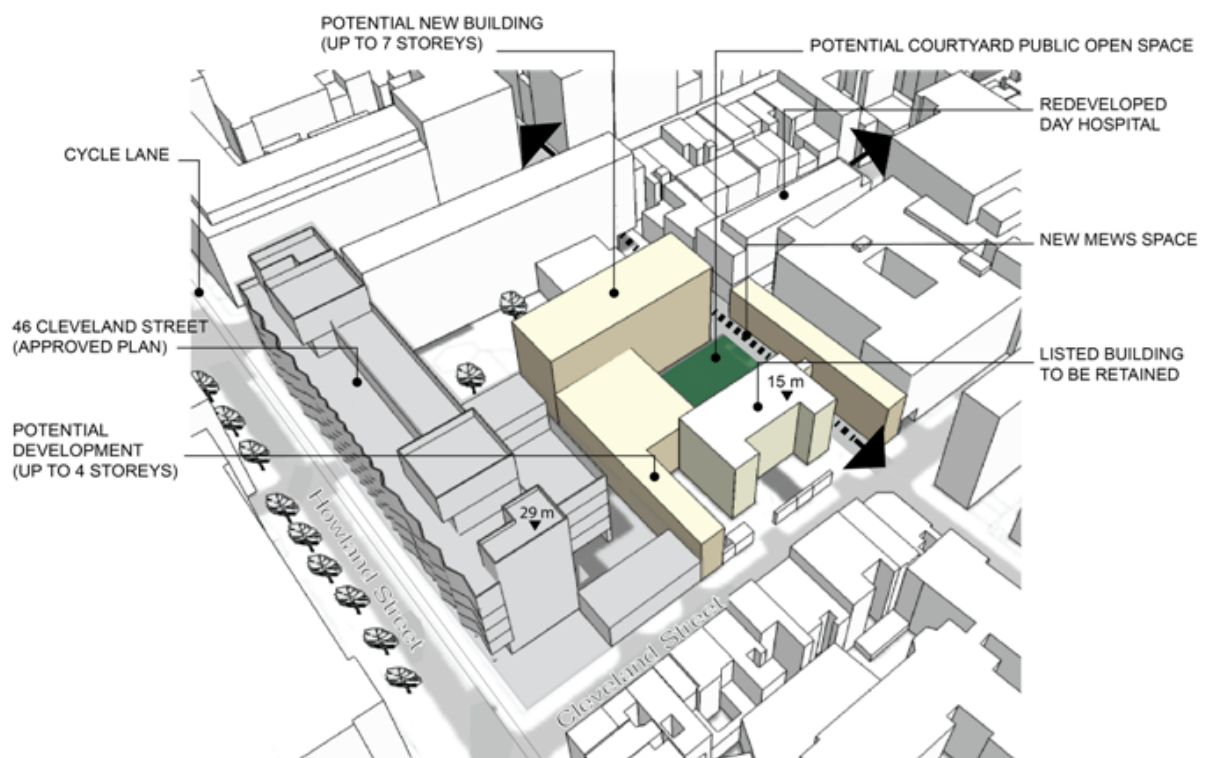 POTENTIAL NEW BUILDING
(UP TO 7 STOREYS)
POTENTIAL COURTYARD PUBLIC OPEN SPACE
REDEVELOPED
DAY HOSPITAL
CYCLE LANE
NEW MEWS SPACE
46 CLEVELAND STREET
(APPROVED PLAN)
LISTED BUILDING
TO BE RETAINED
15 m
POTENTIAL
DEVELOPMENT
(UP TO 4 STOREYS)
29 m
Howland Street
Cleveland Street